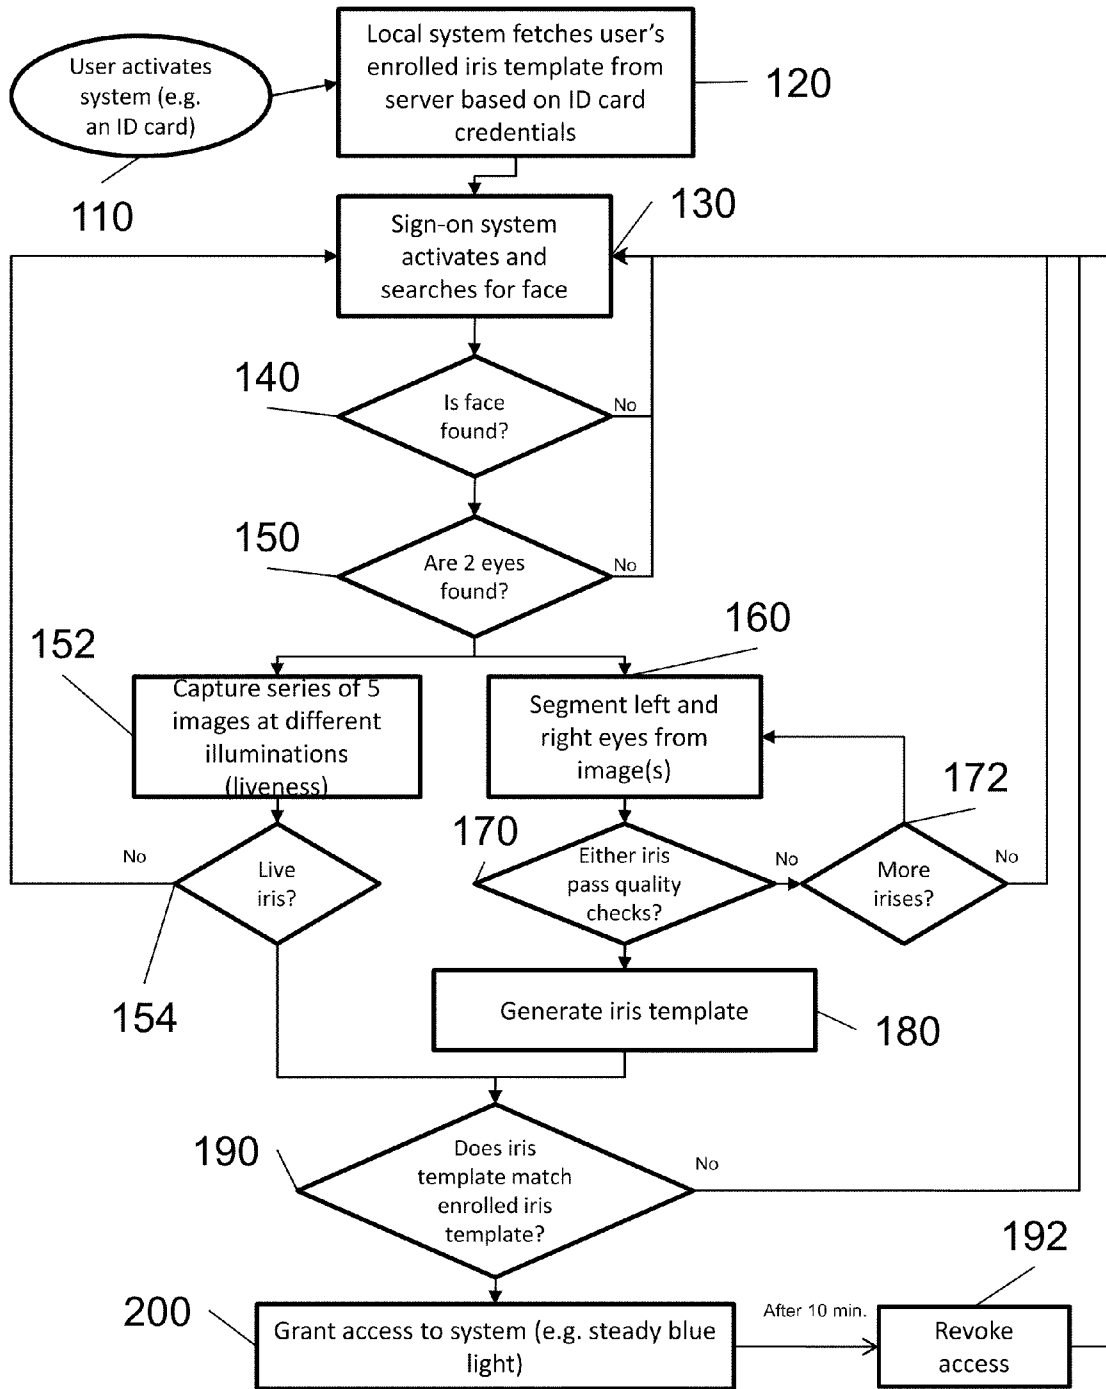 User activates
system (e.g.
an ID card)
110
Local system fetches user's
enrolled iris template from
server based on ID card
credentials
120
Sign-on system
activates and
searches for face
130
140
Is face
found?
No
150
Are 2 eyes
found?
No
152
Capture series of 5
images at different
illuminations
(liveness)
160
Segment left and
right eyes from
image(s)
No
Live
iris?
154
170
Either iris
pass quality
checks?
No
172
More
irises?
No
Generate iris template
180
190
Does iris
template match
enrolled iris
template?
No
200
Grant access to system (e.g. steady blue
light)
After 10 min.
192
Revoke
access